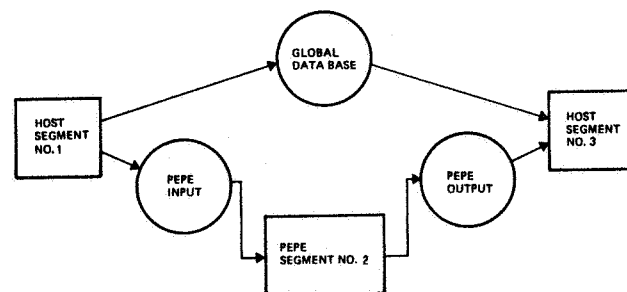 GLOBAL
DATA BASE
HOST
SEGMENT
NO. 1
HOST
SEGMENT
NO. 3
PEPE
INPUT
PEPE
OUTPUT
PEPE
SEGMENT NO. 2